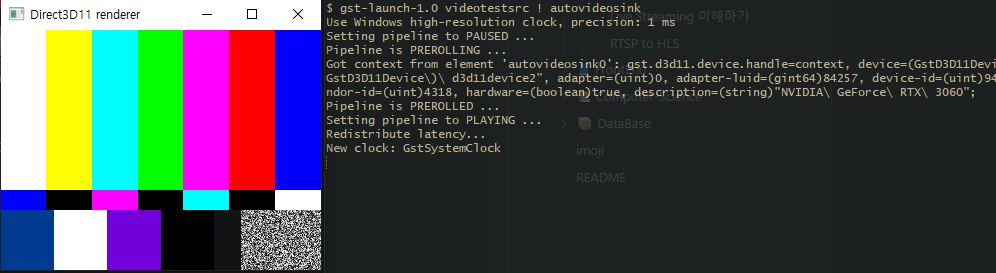 Direct3D11 renderer
$ gst-launch-1.0 videotestsrc ! autovideosink
Use Windows high-resolution clock, precision: 1 ms
Setting pipeline to PAUSED ...
Pipeline is PREROLLING ...
Got context from element 'autovideosink0': gst.d3d11.device.handle=context, device=(GstD3D11Devi
GstD3D11Device\)\ d3d11device2", adapter=(uint)0, adapter-luid=(gint64)84257, device-id=(uint)94
ndor-id=(uint)4318, hardware=(boolean)true, description=(string)"NVIDIA\ GeForce\ RTX\ 3060";
Pipeline is PREROLLED ...
Setting pipeline to PLAYING ...
Redistribute latency...
New clock: GstSystemClock
Live Streaming 이해하기
RTSP to HLS
Computer Science
DataBase
imoji
README